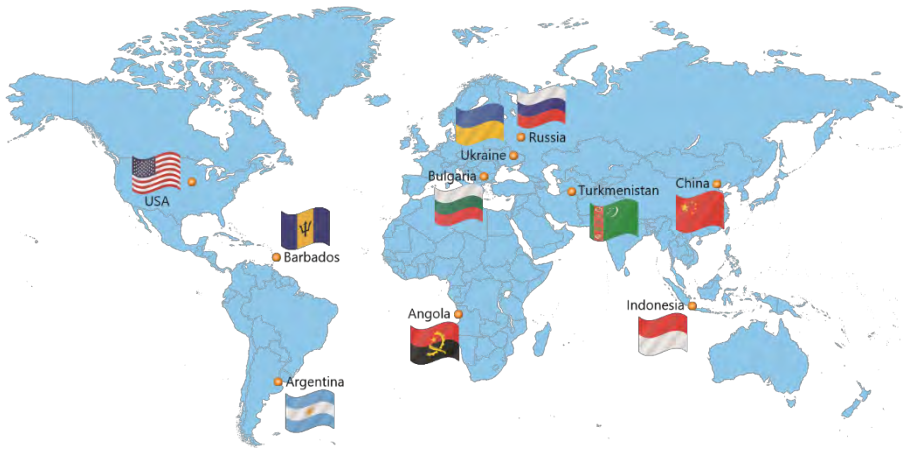 Russia
Ukraine
Bulgaria
Turkmenistan
China
USA
Barbados
Indonesia
Angola
Argentina